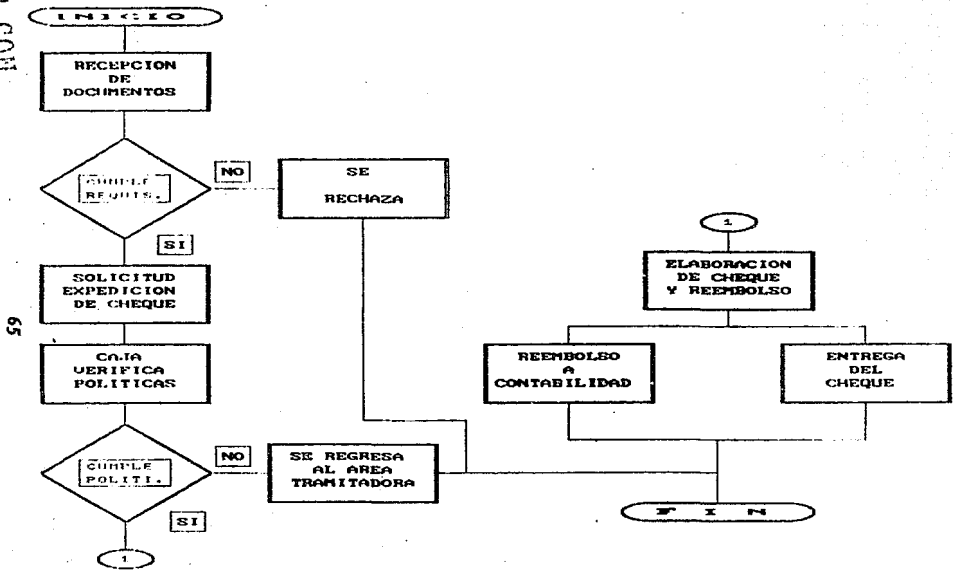 INICIO
RECEPCION
DE
DOCUMENTOS
CUMPLE
REQUIS.
NO
SE
RECHAZA
SI
SOLICITUD
EXPEDICION
DE CHEQUE
CAJA
VERIFICA
POLITICAS
CUMPLE
POLITI.
NO
SE REGRESA
AL AREA
TRAMITADORA
SI
1
1
ELABORACION
DE CHEQUE
Y REEMBOLSO
REEMBOLSO
A
CONTABILIDAD
ENTREGA
DEL
CHEQUE
F I N
65